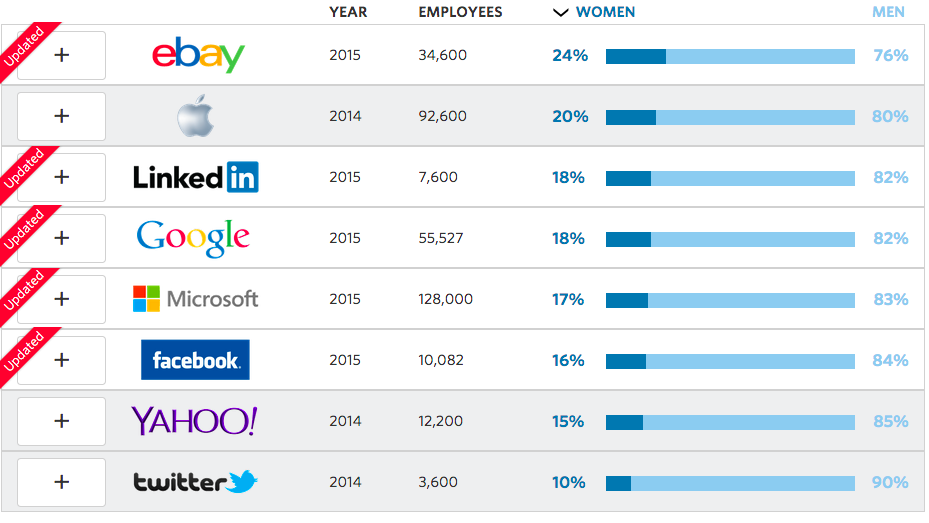 YEAR EMPLOYEES WOMEN MEN
Updated + ebay 2015 34,600 24% 76%
+ 2014 92,600 20% 80%
Updated + Linked in 2015 7,600 18% 82%
Updated + Google 2015 55,527 18% 82%
Updated + Microsoft 2015 128,000 17% 83%
Updated + facebook 2015 10,082 16% 84%
+ YAHOO! 2014 12,200 15% 85%
+ twitter 2014 3,600 10% 90%